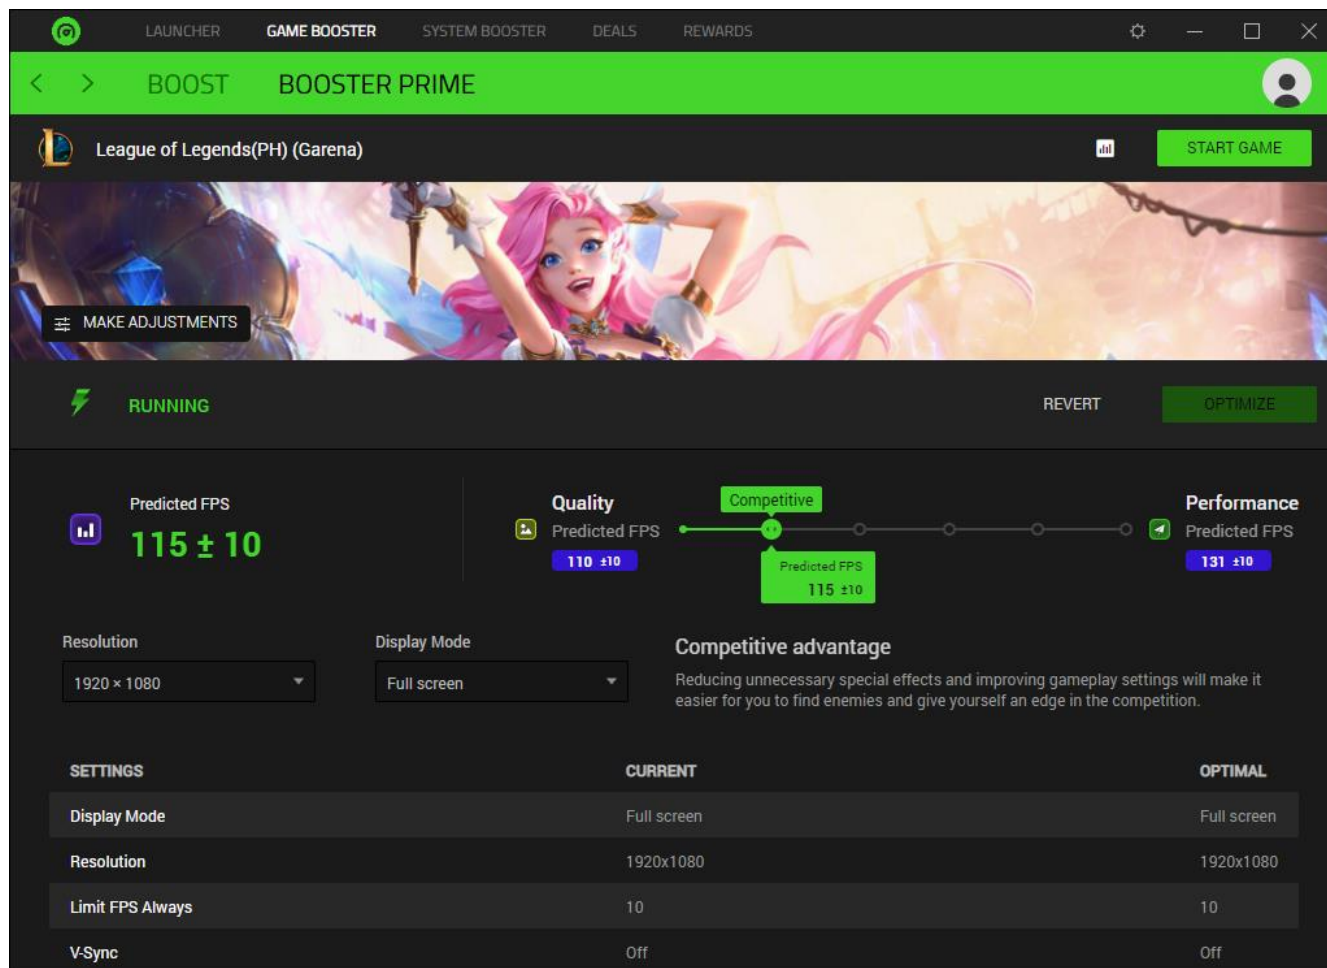 LAUNCHER GAME BOOSTER SYSTEM BOOSTER DEALS REWARDS
BOOST BOOSTER PRIME
League of Legends(PH) (Garena) START GAME
MAKE ADJUSTMENTS
RUNNING REVERT OPTIMIZE
Predicted FPS
115 ± 10
Quality
Predicted FPS
110 ±10
Competitive
Predicted FPS
115 ±10
Performance
Predicted FPS
131 ±10
Resolution
1920 × 1080
Display Mode
Full screen
Competitive advantage
Reducing unnecessary special effects and improving gameplay settings will make it
easier for you to find enemies and give yourself an edge in the competition.
SETTINGS CURRENT OPTIMAL
Display Mode Full screen Full screen
Resolution 1920x1080 1920x1080
Limit FPS Always 10 10
V-Sync Off Off